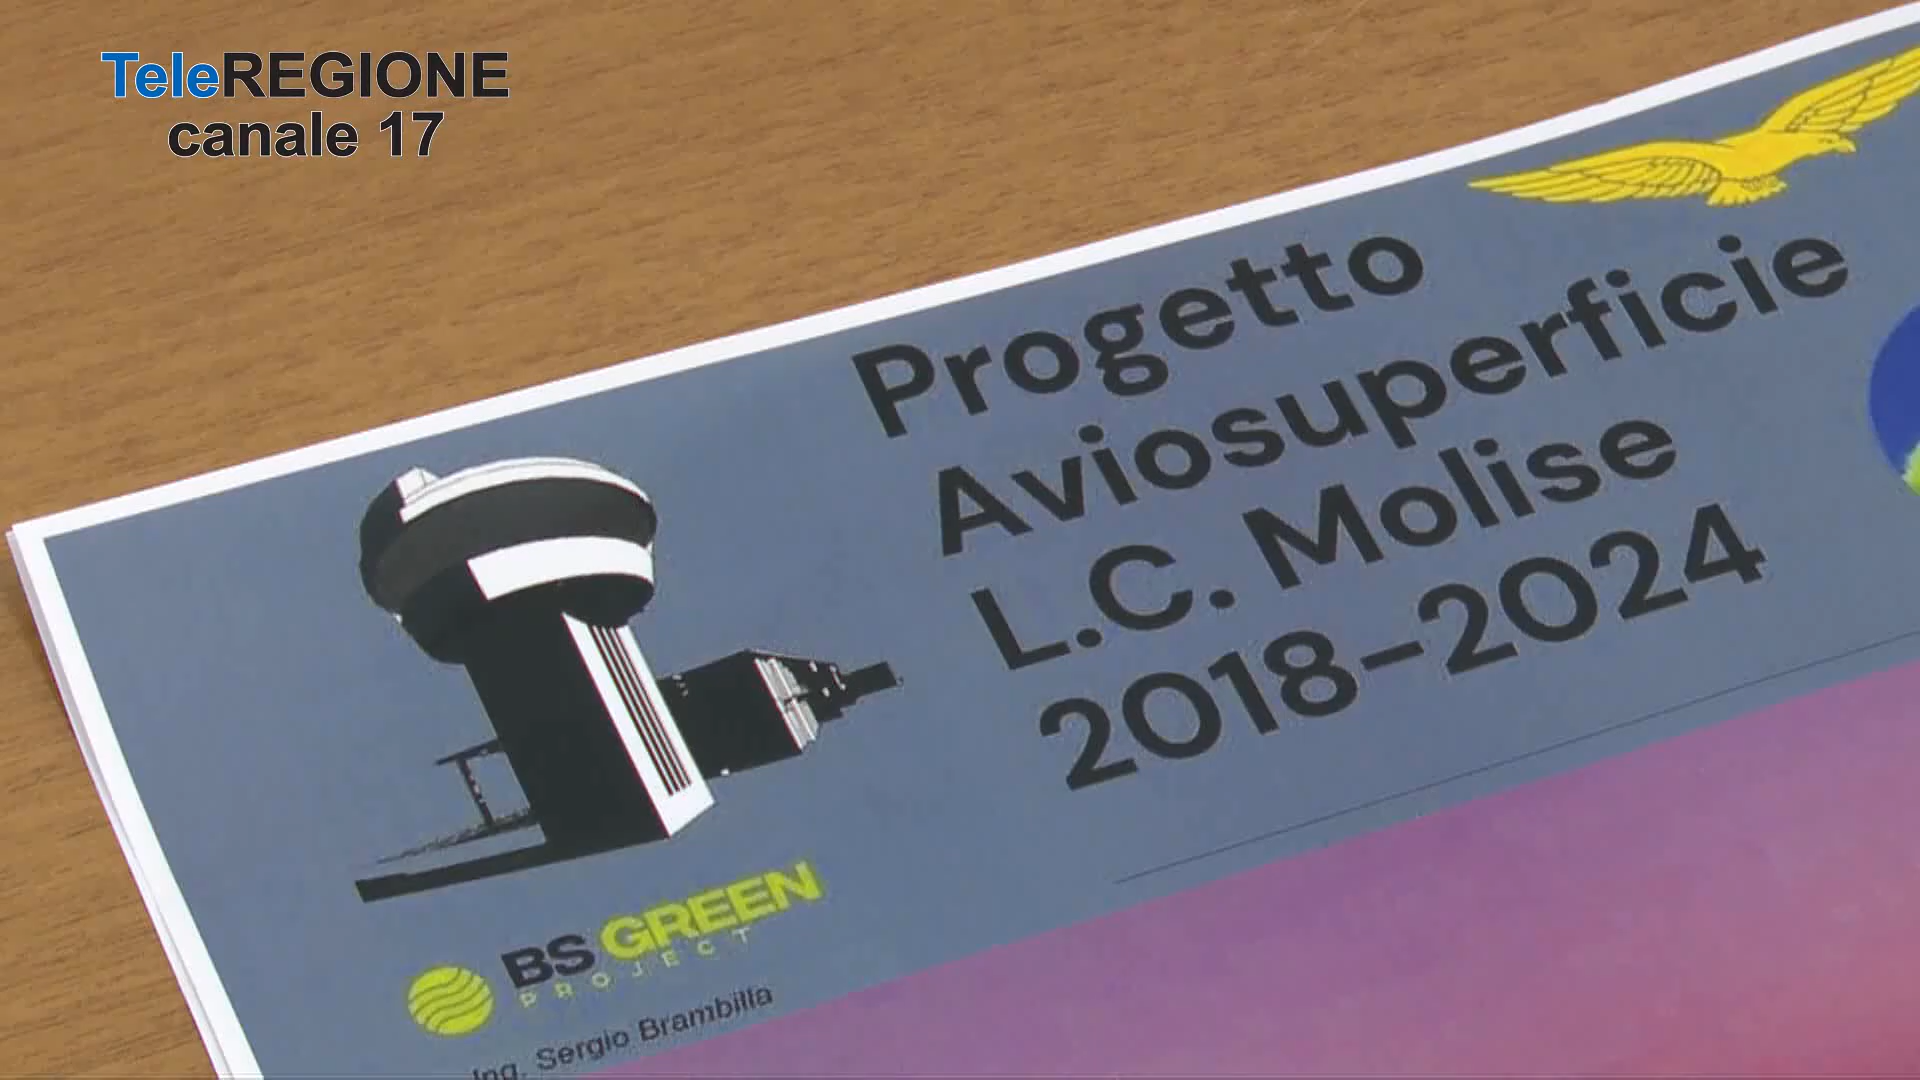 TeleREGIONE
canale 17
Progetto
Aviosuperficie
L.C. Molise
2018-2024
BS GREEN
PROJECT
Ing. Sergio Brambilla